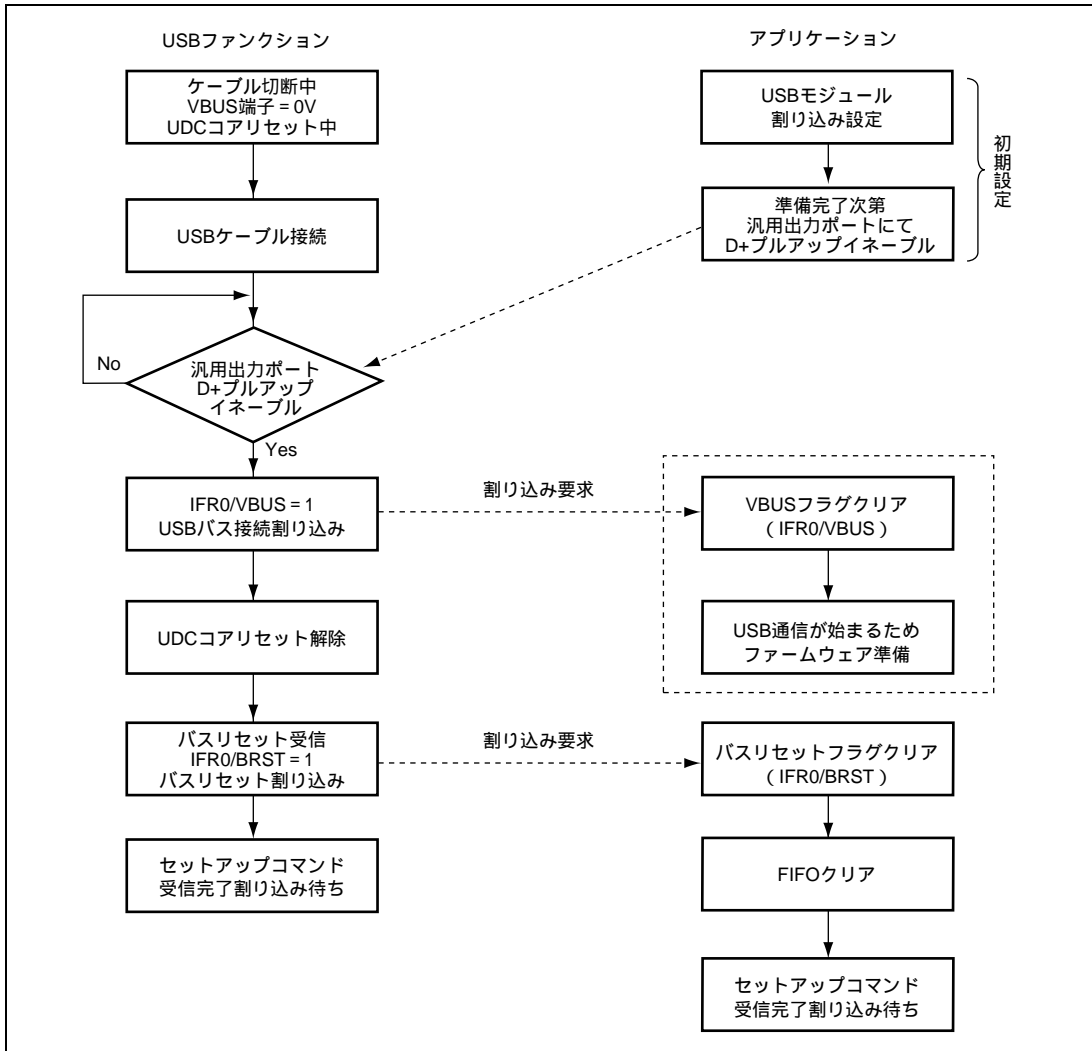 USBファンクション
ケーブル切断中
VBUS端子 = 0V
UDCコアリセット中
USBケーブル接続
No
汎用出力ポート
D+プルアップ
イネーブル
Yes
IFR0/VBUS = 1
USBバス接続割り込み
UDCコアリセット解除
バスリセット受信
IFR0/BRST = 1
バスリセット割り込み
セットアップコマンド
受信完了割り込み待ち
割り込み要求
割り込み要求
アプリケーション
USBモジュール
割り込み設定
準備完了次第
汎用出力ポートにて
D+プルアップイネーブル
初期設定
VBUSフラグクリア
( IFR0/VBUS )
USB通信が始まるため
ファームウェア準備
バスリセットフラグクリア
( IFR0/BRST )
FIFOクリア
セットアップコマンド
受信完了割り込み待ち